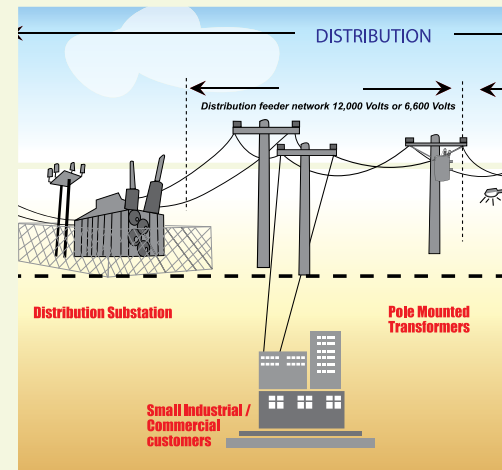 DISTRIBUTION
Distribution feeder network 12,000 Volts or 6,600 Volts
Distribution Substation
Pole Mounted
Transformers
Small Industrial /
Commercial
customers